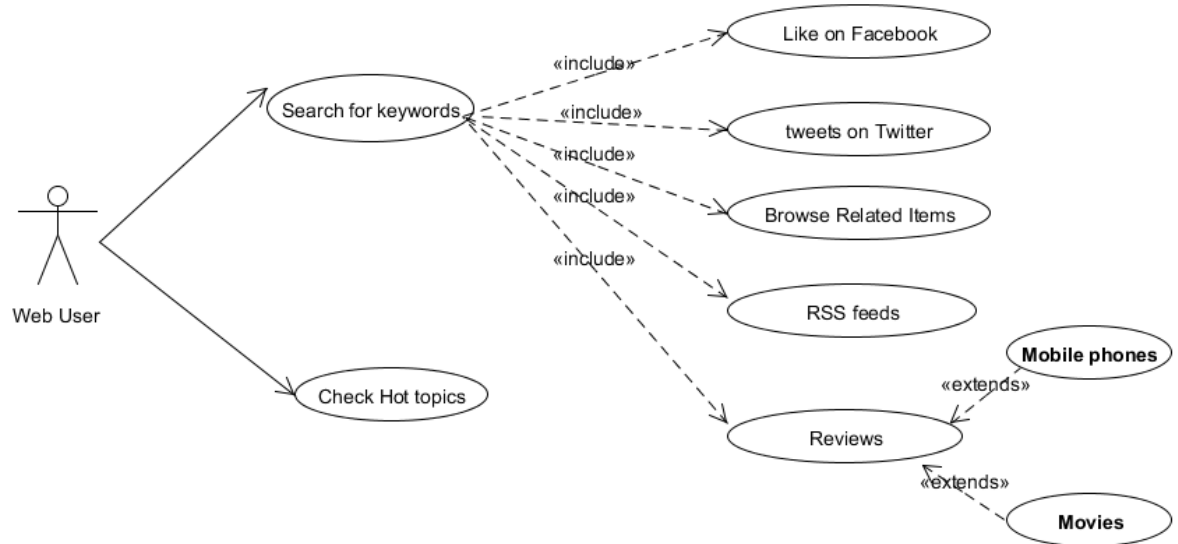 Like on Facebook
«include»
Search for keywords
«include»
tweets on Twitter
«include»
«include»
Browse Related Items
«include»
Web User
RSS feeds
Mobile phones
«extends»
Check Hot topics
Reviews
«extends»
Movies